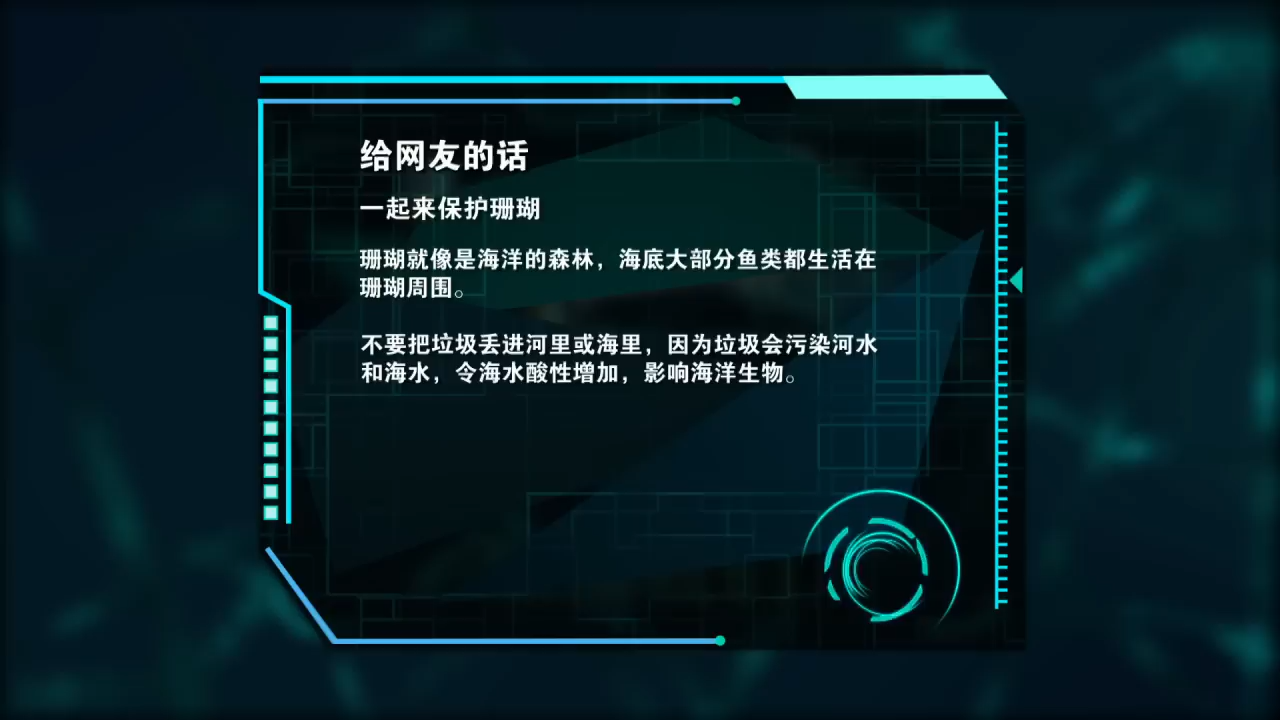 给网友的话
一起来保护珊瑚
珊瑚就像是海洋的森林，海底大部分鱼类都生活在
珊瑚周围。
不要把垃圾丢进河里或海里，因为垃圾会污染河水
和海水，令海水酸性增加，影响海洋生物。